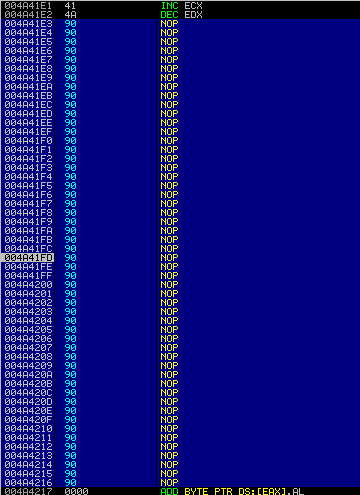 004A41E1 41 INC ECX
004A41E2 4A DEC EDX
004A41E3 90 NOP
004A41E4 90 NOP
004A41E5 90 NOP
004A41E6 90 NOP
004A41E7 90 NOP
004A41E8 90 NOP
004A41E9 90 NOP
004A41EA 90 NOP
004A41EB 90 NOP
004A41EC 90 NOP
004A41ED 90 NOP
004A41EE 90 NOP
004A41EF 90 NOP
004A41F0 90 NOP
004A41F1 90 NOP
004A41F2 90 NOP
004A41F3 90 NOP
004A41F4 90 NOP
004A41F5 90 NOP
004A41F6 90 NOP
004A41F7 90 NOP
004A41F8 90 NOP
004A41F9 90 NOP
004A41FA 90 NOP
004A41FB 90 NOP
004A41FC 90 NOP
004A41FD 90 NOP
004A41FE 90 NOP
004A41FF 90 NOP
004A4200 90 NOP
004A4201 90 NOP
004A4202 90 NOP
004A4203 90 NOP
004A4204 90 NOP
004A4205 90 NOP
004A4206 90 NOP
004A4207 90 NOP
004A4208 90 NOP
004A4209 90 NOP
004A420A 90 NOP
004A420B 90 NOP
004A420C 90 NOP
004A420D 90 NOP
004A420E 90 NOP
004A420F 90 NOP
004A4210 90 NOP
004A4211 90 NOP
004A4212 90 NOP
004A4213 90 NOP
004A4214 90 NOP
004A4215 90 NOP
004A4216 90 NOP
004A4217 0000 ADD BYTE PTR DS:[EAX],AL